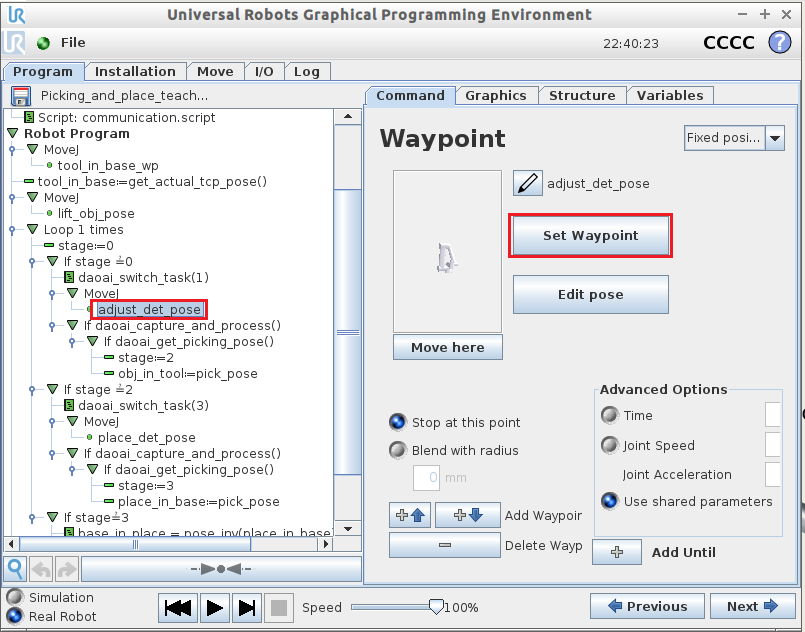 UR Universal Robots Graphical Programming Environment
UR File 22:40:23 CCCC ?
Program Installation Move I/O Log
Picking_and_place_teach...
Script: communication.script
Robot Program
MoveJ
tool_in_base_wp
tool_in_base:=get_actual_tcp_pose()
MoveJ
lift_obj_pose
Loop 1 times
stage:=0
If stage ≟0
daoai_switch_task(1)
MoveJ
adjust_det_pose
If daoai_capture_and_process()
If daoai_get_picking_pose()
stage:=2
obj_in_tool:=pick_pose
If stage ≟2
daoai_switch_task(3)
MoveJ
place_det_pose
If daoai_capture_and_process()
If daoai_get_picking_pose()
stage:=3
place_in_base:=pick_pose
If stage≟3
base_in_place = pose_inv(place_in_base
Simulation
Real Robot
Speed 100%
Command Graphics Structure Variables
Waypoint
Fixed posi...
adjust_det_pose
Set Waypoint
Edit pose
Move here
Stop at this point
Blend with radius
0 mm
Add Waypoir
Delete Wayp
Advanced Options
Time
Joint Speed
Joint Acceleration
Use shared parameters
Add Until
Previous Next